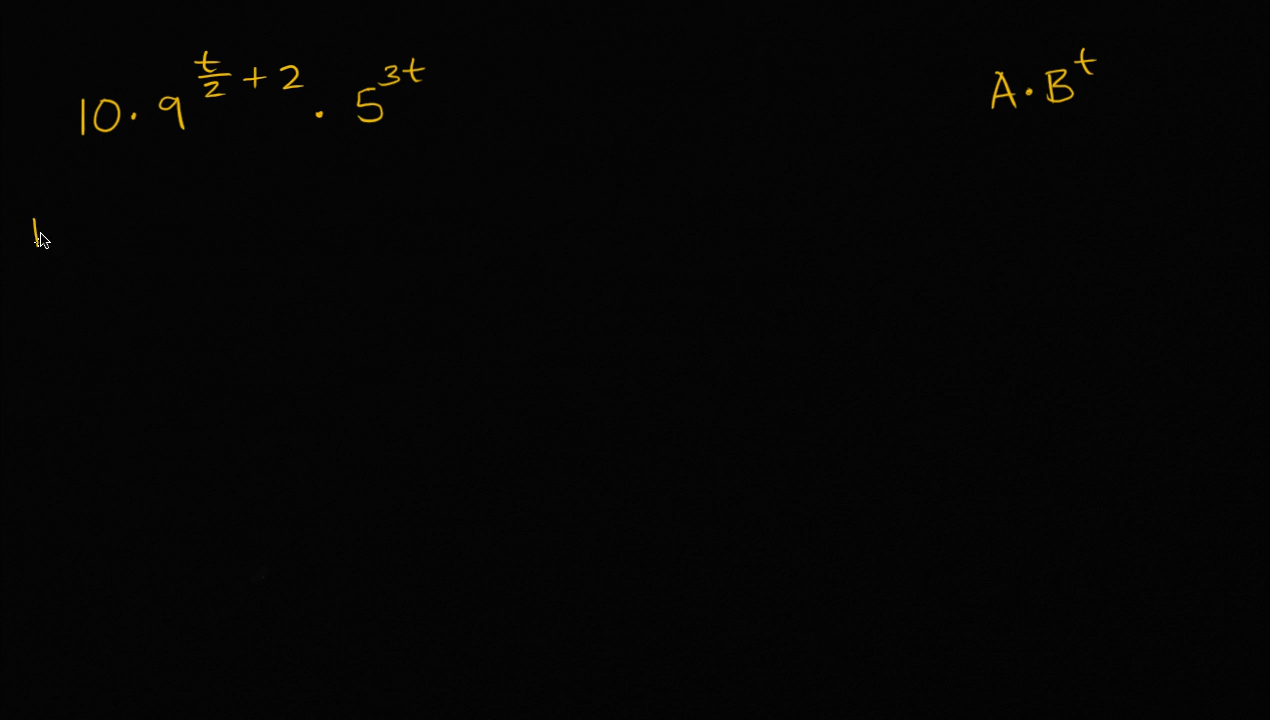 10 · 9^{t/2 + 2} · 5^{3t}
A · B^t